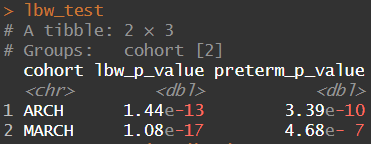 > lbw_test
# A tibble: 2 × 3
# Groups:   cohort [2]
  cohort lbw_p_value preterm_p_value
  <chr>        <dbl>           <dbl>
1 ARCH      1.44e-13        3.39e-10
2 MARCH     1.08e-17        4.68e- 7